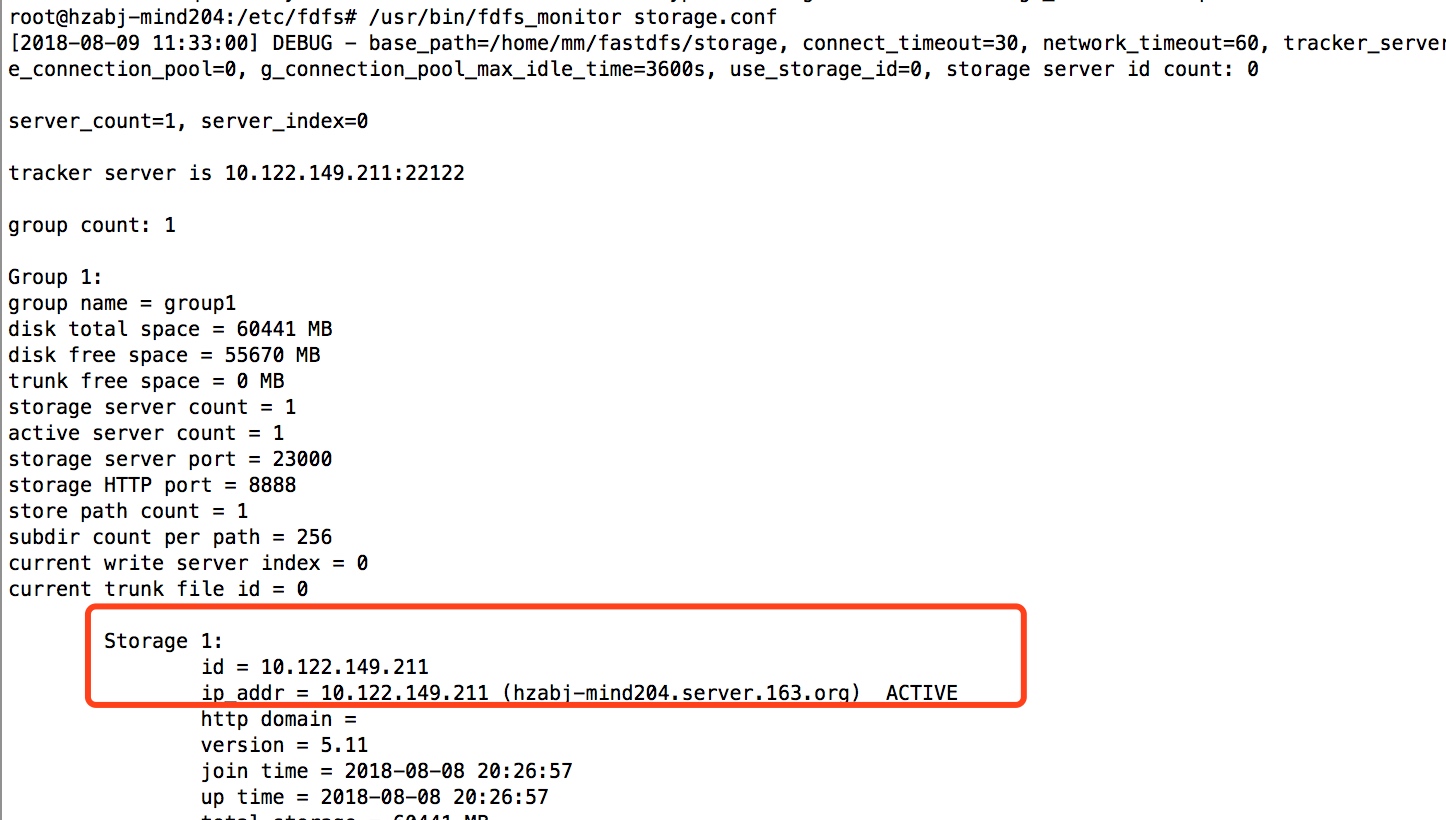 root@hzabj-mind204:/etc/fdfs# /usr/bin/fdfs_monitor storage.conf
[2018-08-09 11:33:00] DEBUG - base_path=/home/mm/fastdfs/storage, connect_timeout=30, network_timeout=60, tracker_server
e_connection_pool=0, g_connection_pool_max_idle_time=3600s, use_storage_id=0, storage server id count: 0
server_count=1, server_index=0
tracker server is 10.122.149.211:22122
group count: 1
Group 1:
group name = group1
disk total space = 60441 MB
disk free space = 55670 MB
trunk free space = 0 MB
storage server count = 1
active server count = 1
storage server port = 23000
storage HTTP port = 8888
store path count = 1
subdir count per path = 256
current write server index = 0
current trunk file id = 0
Storage 1:
id = 10.122.149.211
ip_addr = 10.122.149.211 (hzabj-mind204.server.163.org)  ACTIVE
http domain =
version = 5.11
join time = 2018-08-08 20:26:57
up time = 2018-08-08 20:26:57
total storage = 60441 MB